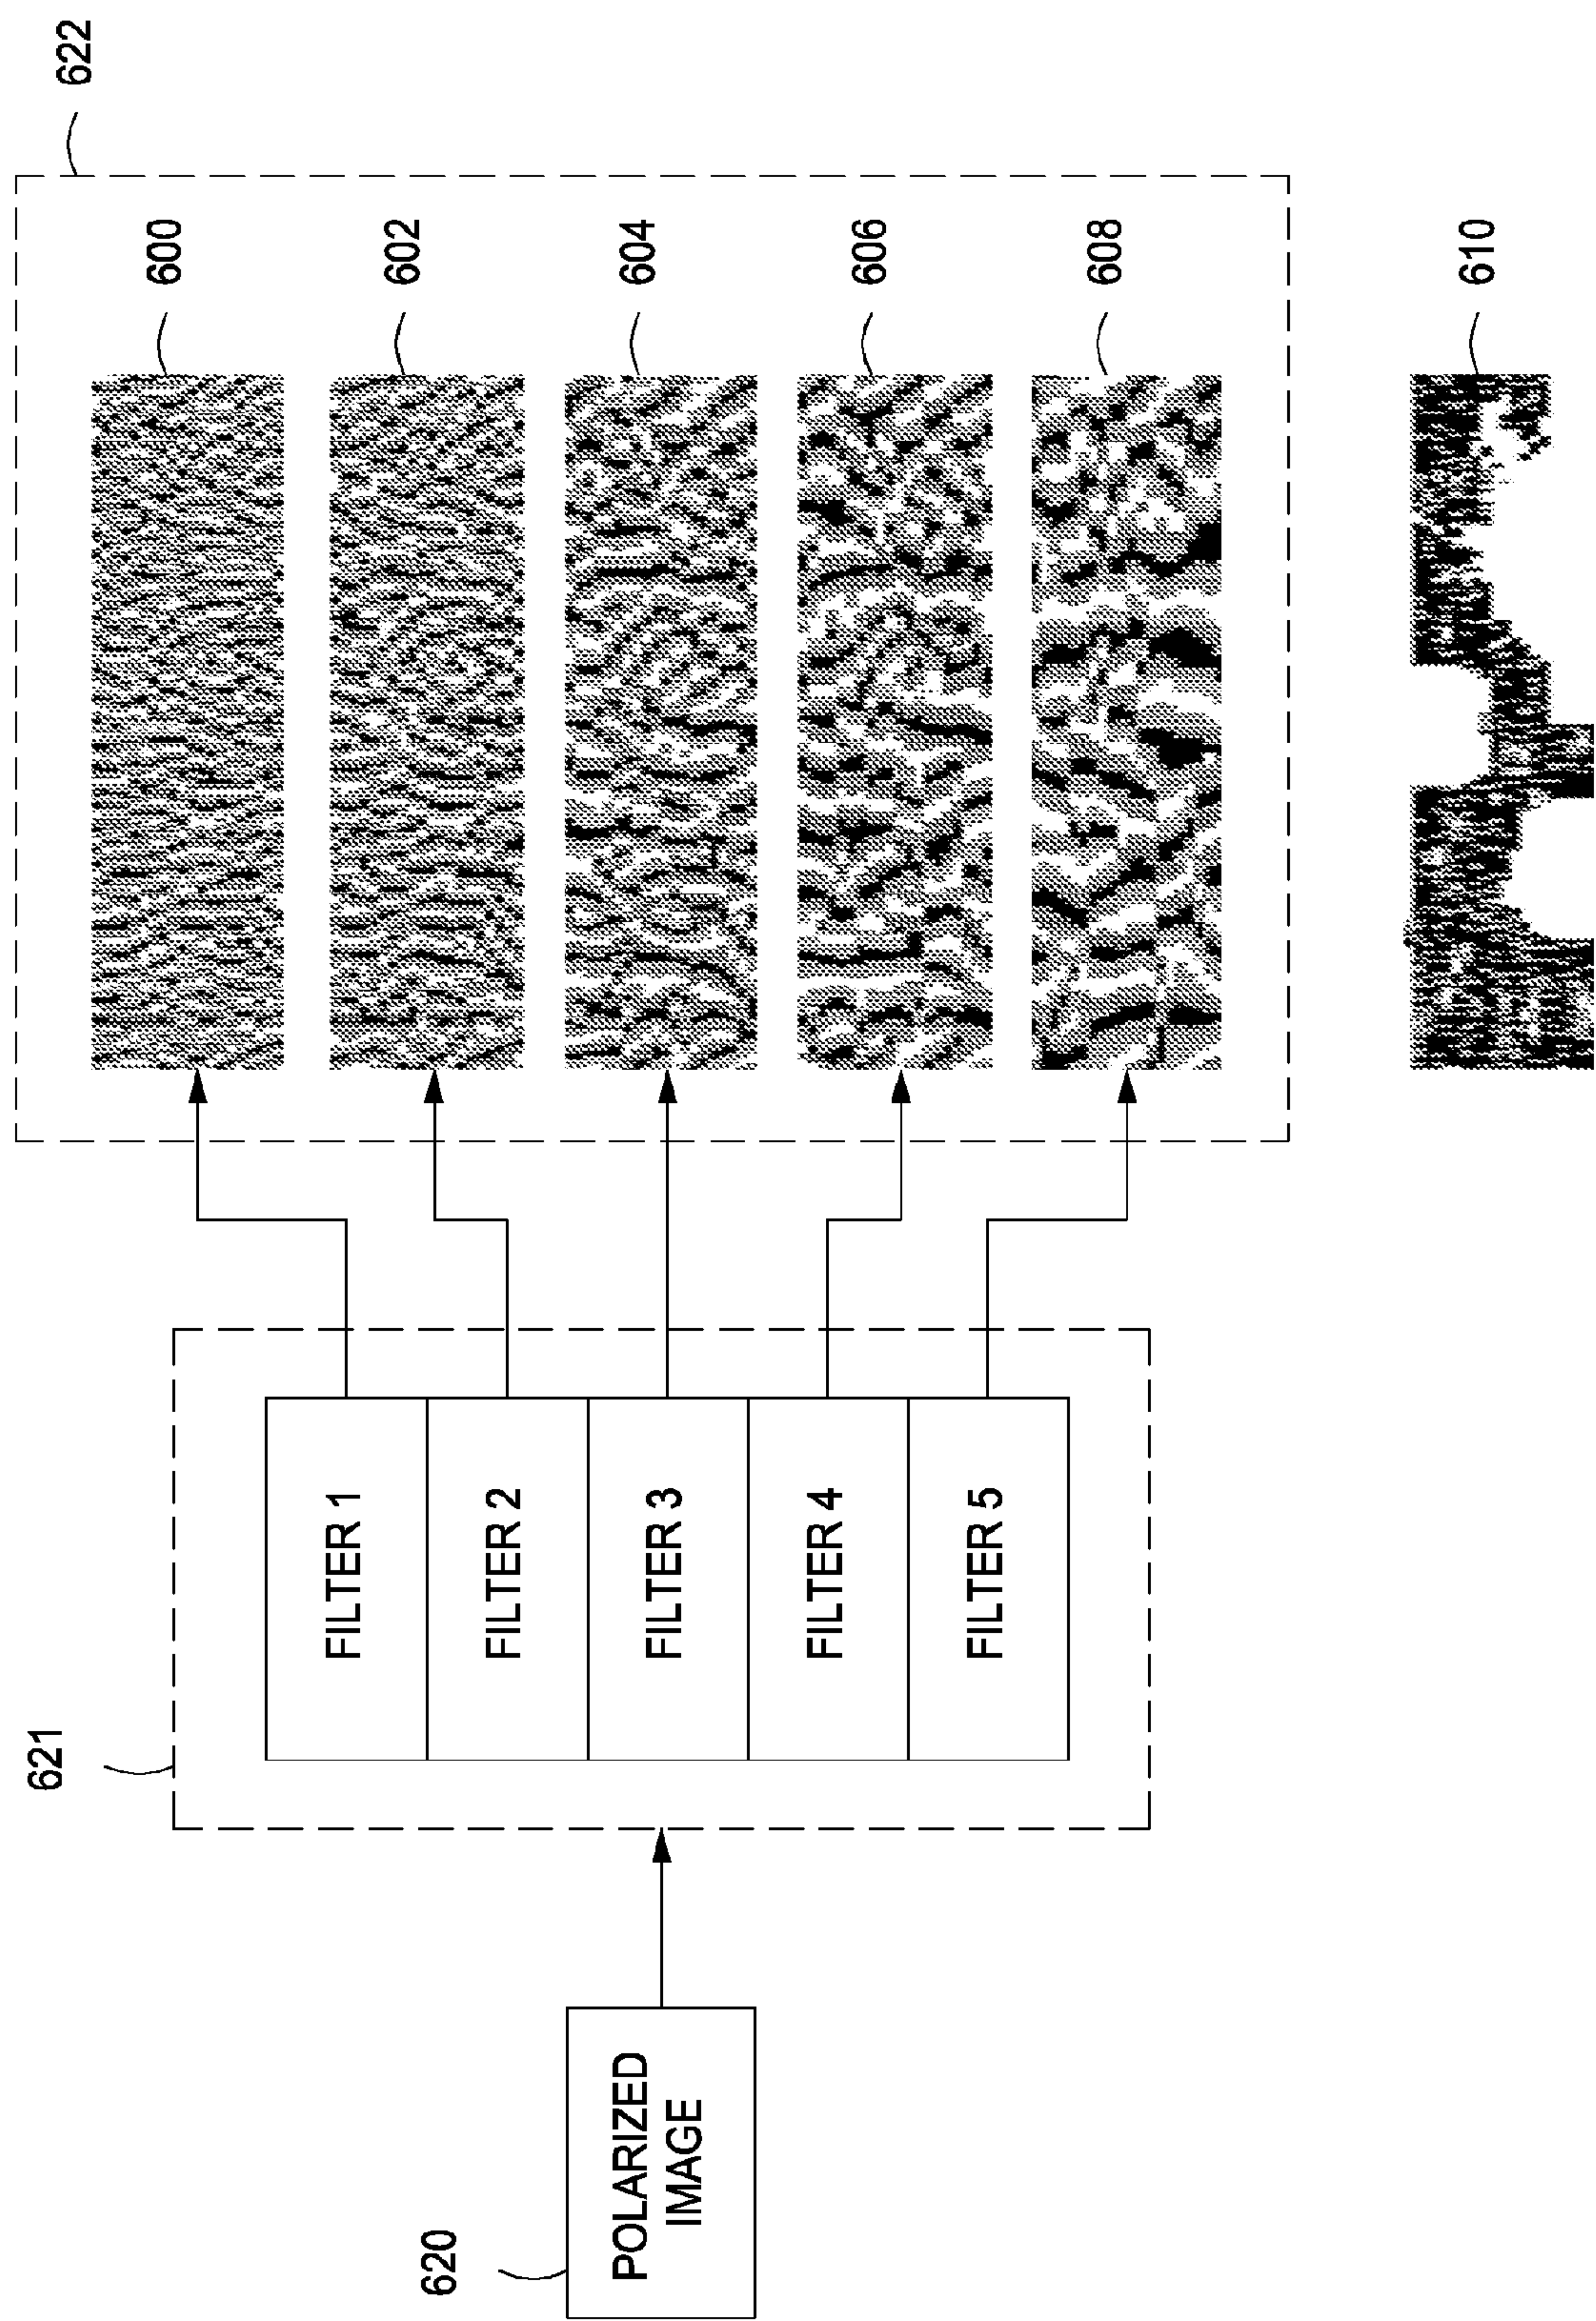 620
POLARIZED
IMAGE
621
FILTER 1
FILTER 2
FILTER 3
FILTER 4
FILTER 5
622
600
602
604
606
608
610